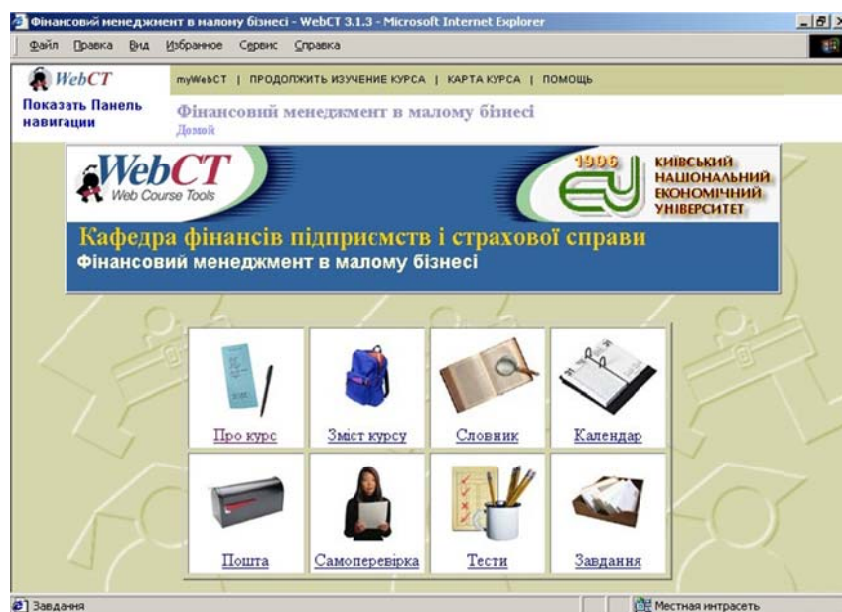 Фінансовий менеджмент в малому бізнесі - WebCT 3.1.3 - Microsoft Internet Explorer
Файл Правка Вид Избранное Сервис Справка
WebCT
myWebCT | ПРОДОЛЖИТЬ ИЗУЧЕНИЕ КУРСА | КАРТА КУРСА | ПОМОЩЬ
Показать Панель
навигации
Фінансовий менеджмент в малому бізнесі
Домой
WebCT
Web Course Tools
1906
КИЇВСЬКИЙ
НАЦІОНАЛЬНИЙ
ЕКОНОМІЧНИЙ
УНІВЕРСИТЕТ
Кафедра фінансів підприємств і страхової справи
Фінансовий менеджмент в малому бізнесі
Про курс Зміст курсу Словник Календар
Пошта Самоперевірка Тести Завдання
Завдання
Местная интрасеть